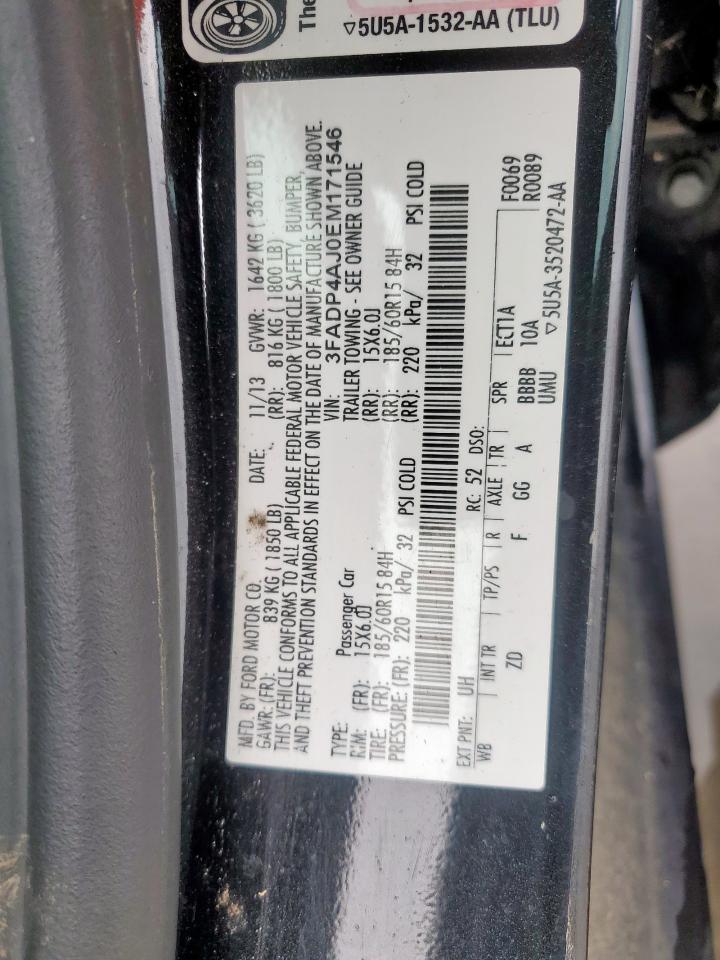 The
▽5U5A-1532-AA (TLU)
MFD. BY FORD MOTOR CO. DATE: 11/13 GVWR: 1642 KG ( 3620 LB)
GAWR: (FR): 839 KG ( 1850 LB) (RR): 816 KG ( 1800 LB)
THIS VEHICLE CONFORMS TO ALL APPLICABLE FEDERAL MOTOR VEHICLE SAFETY, BUMPER,
AND THEFT PREVENTION STANDARDS IN EFFECT ON THE DATE OF MANUFACTURE SHOWN ABOVE.
VIN: 3FADP4AJ0EM171546
TYPE: Passenger Car TRAILER TOWING - SEE OWNER GUIDE
RIM: (FR): 15X6.0J (RR): 15X6.0J
TIRE: (FR): 185/60R15 84H (RR): 185/60R15 84H
PRESSURE: (FR): 220 kPa/ 32 PSI COLD (RR): 220 kPa/ 32 PSI COLD
EXT PNT: UH RC: 52 DSO: F0069
WB INT TR TP/PS R AXLE TR SPR ECT1A R0089
ZD F GG A BBBB 10A
UMU ▽5U5A-3520472-AA